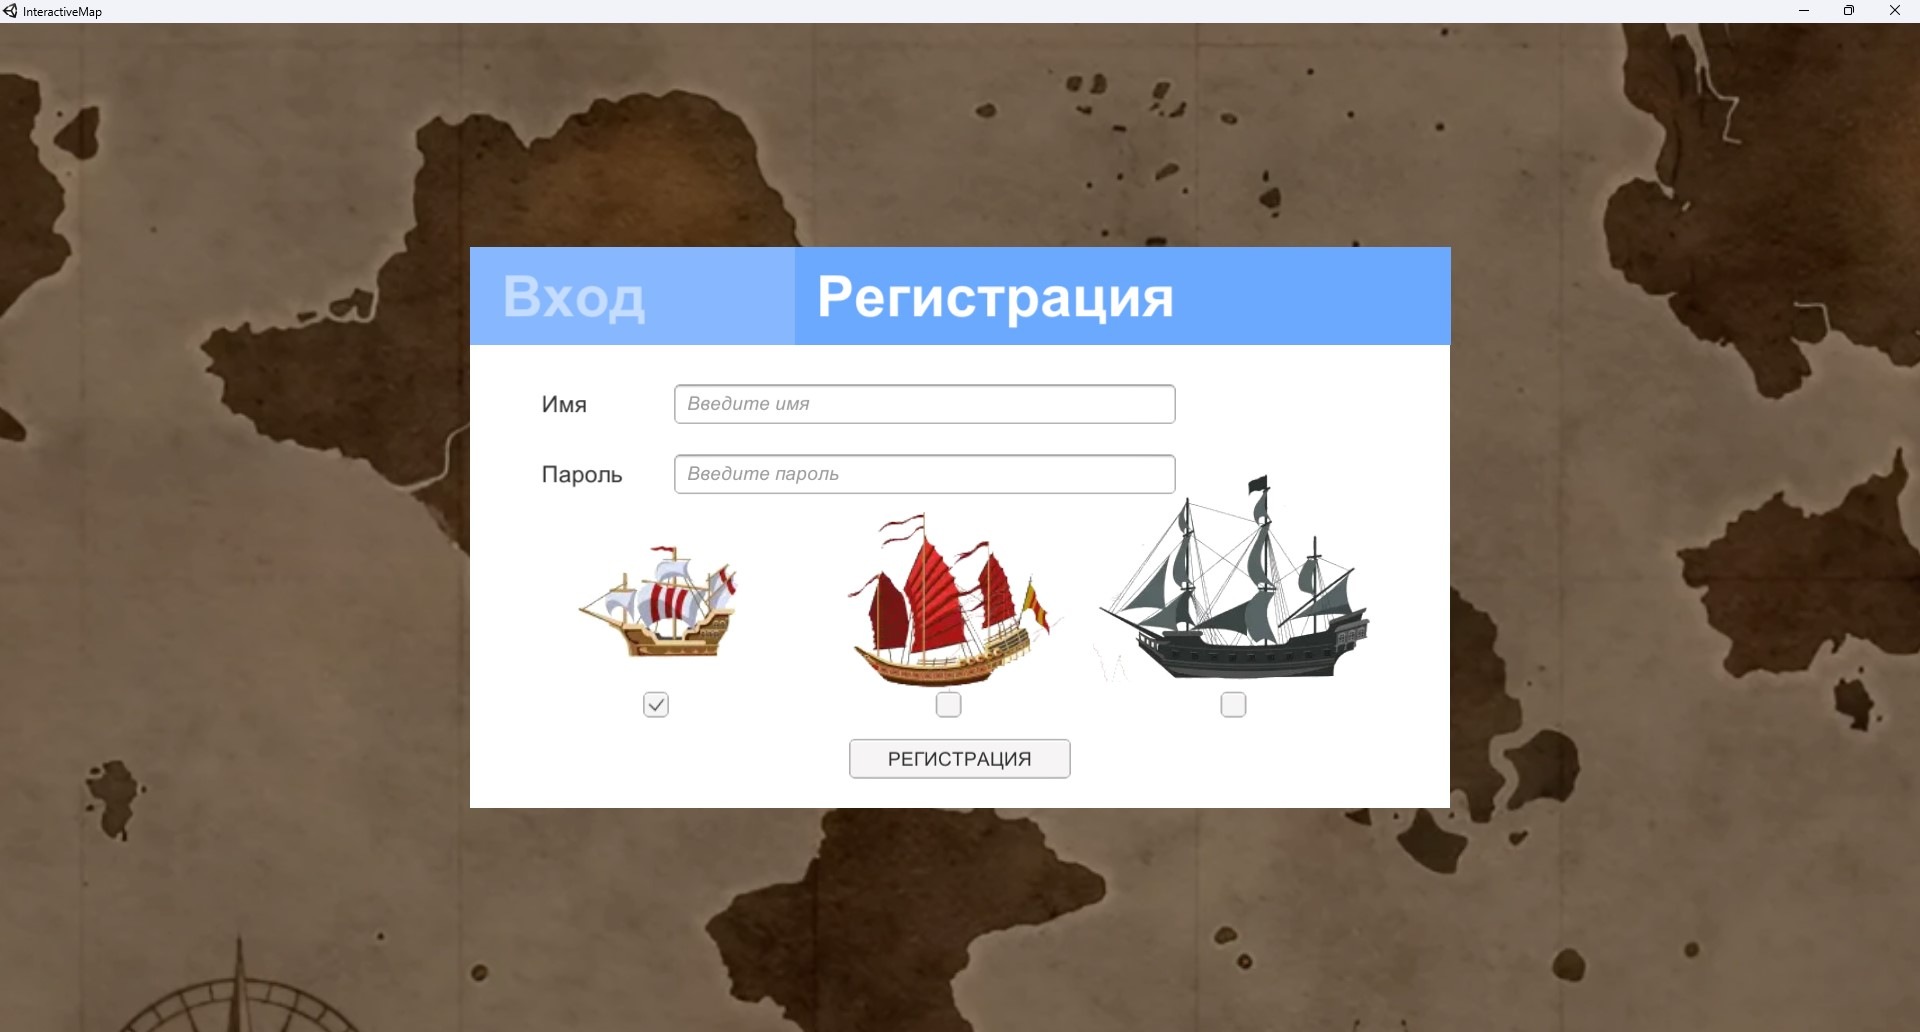 InteractiveMap
Вход
Регистрация
Имя
Введите имя
Пароль
Введите пароль
РЕГИСТРАЦИЯ